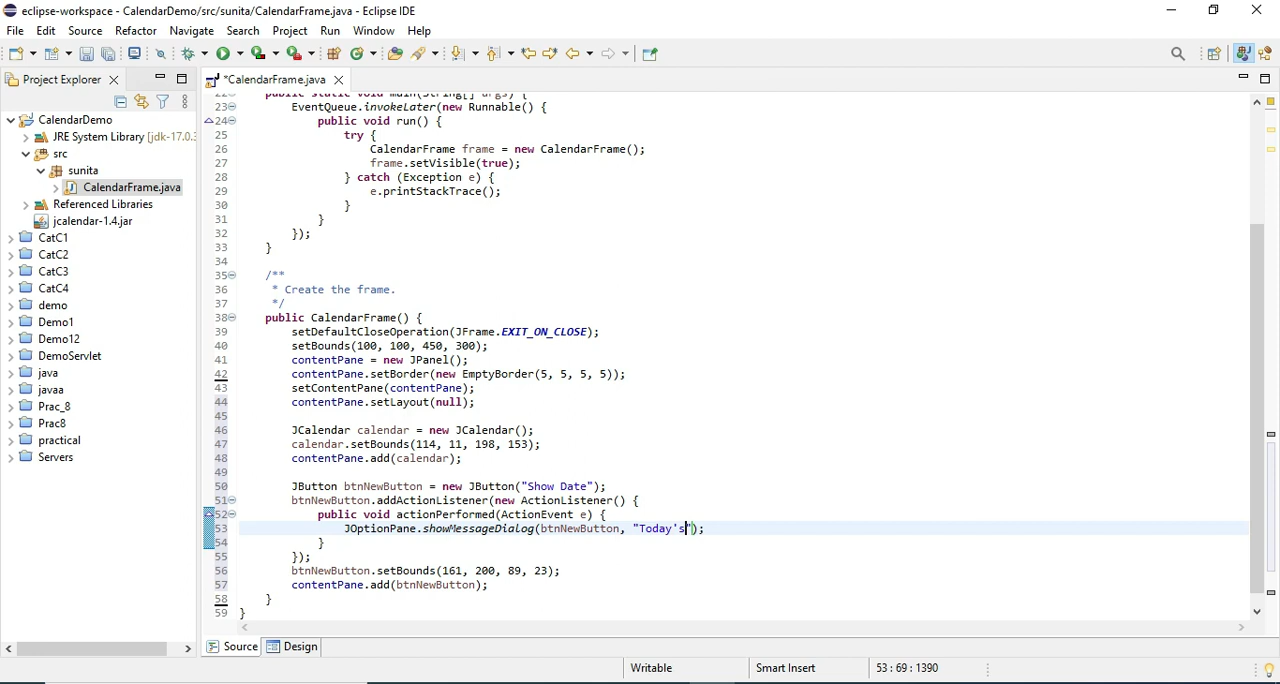 eclipse-workspace - CalendarDemo/src/sunita/CalendarFrame.java - Eclipse IDE
File Edit Source Refactor Navigate Search Project Run Window Help
Project Explorer
*CalendarFrame.java
CalendarDemo
JRE System Library [jdk-17.0.3
src
sunita
CalendarFrame.java
Referenced Libraries
jcalendar-1.4.jar
CatC1
CatC2
CatC3
CatC4
demo
Demo1
Demo12
DemoServlet
java
javaa
Prac_8
Prac8
practical
Servers
22 public static void main(String[] args) {
23 EventQueue.invokeLater(new Runnable() {
24 public void run() {
25 try {
26 CalendarFrame frame = new CalendarFrame();
27 frame.setVisible(true);
28 } catch (Exception e) {
29 e.printStackTrace();
30 }
31 }
32 });
33 }
34
35 /**
36 * Create the frame.
37 */
38 public CalendarFrame() {
39 setDefaultCloseOperation(JFrame.EXIT_ON_CLOSE);
40 setBounds(100, 100, 450, 300);
41 contentPane = new JPanel();
42 contentPane.setBorder(new EmptyBorder(5, 5, 5, 5));
43 setContentPane(contentPane);
44 contentPane.setLayout(null);
45
46 JCalendar calendar = new JCalendar();
47 calendar.setBounds(114, 11, 198, 153);
48 contentPane.add(calendar);
49
50 JButton btnNewButton = new JButton("Show Date");
51 btnNewButton.addActionListener(new ActionListener() {
52 public void actionPerformed(ActionEvent e) {
53 JOptionPane.showMessageDialog(btnNewButton, "Today's");
54 }
55 });
56 btnNewButton.setBounds(161, 200, 89, 23);
57 contentPane.add(btnNewButton);
58 }
59 }
Source Design
Writable Smart Insert 53 : 69 : 1390